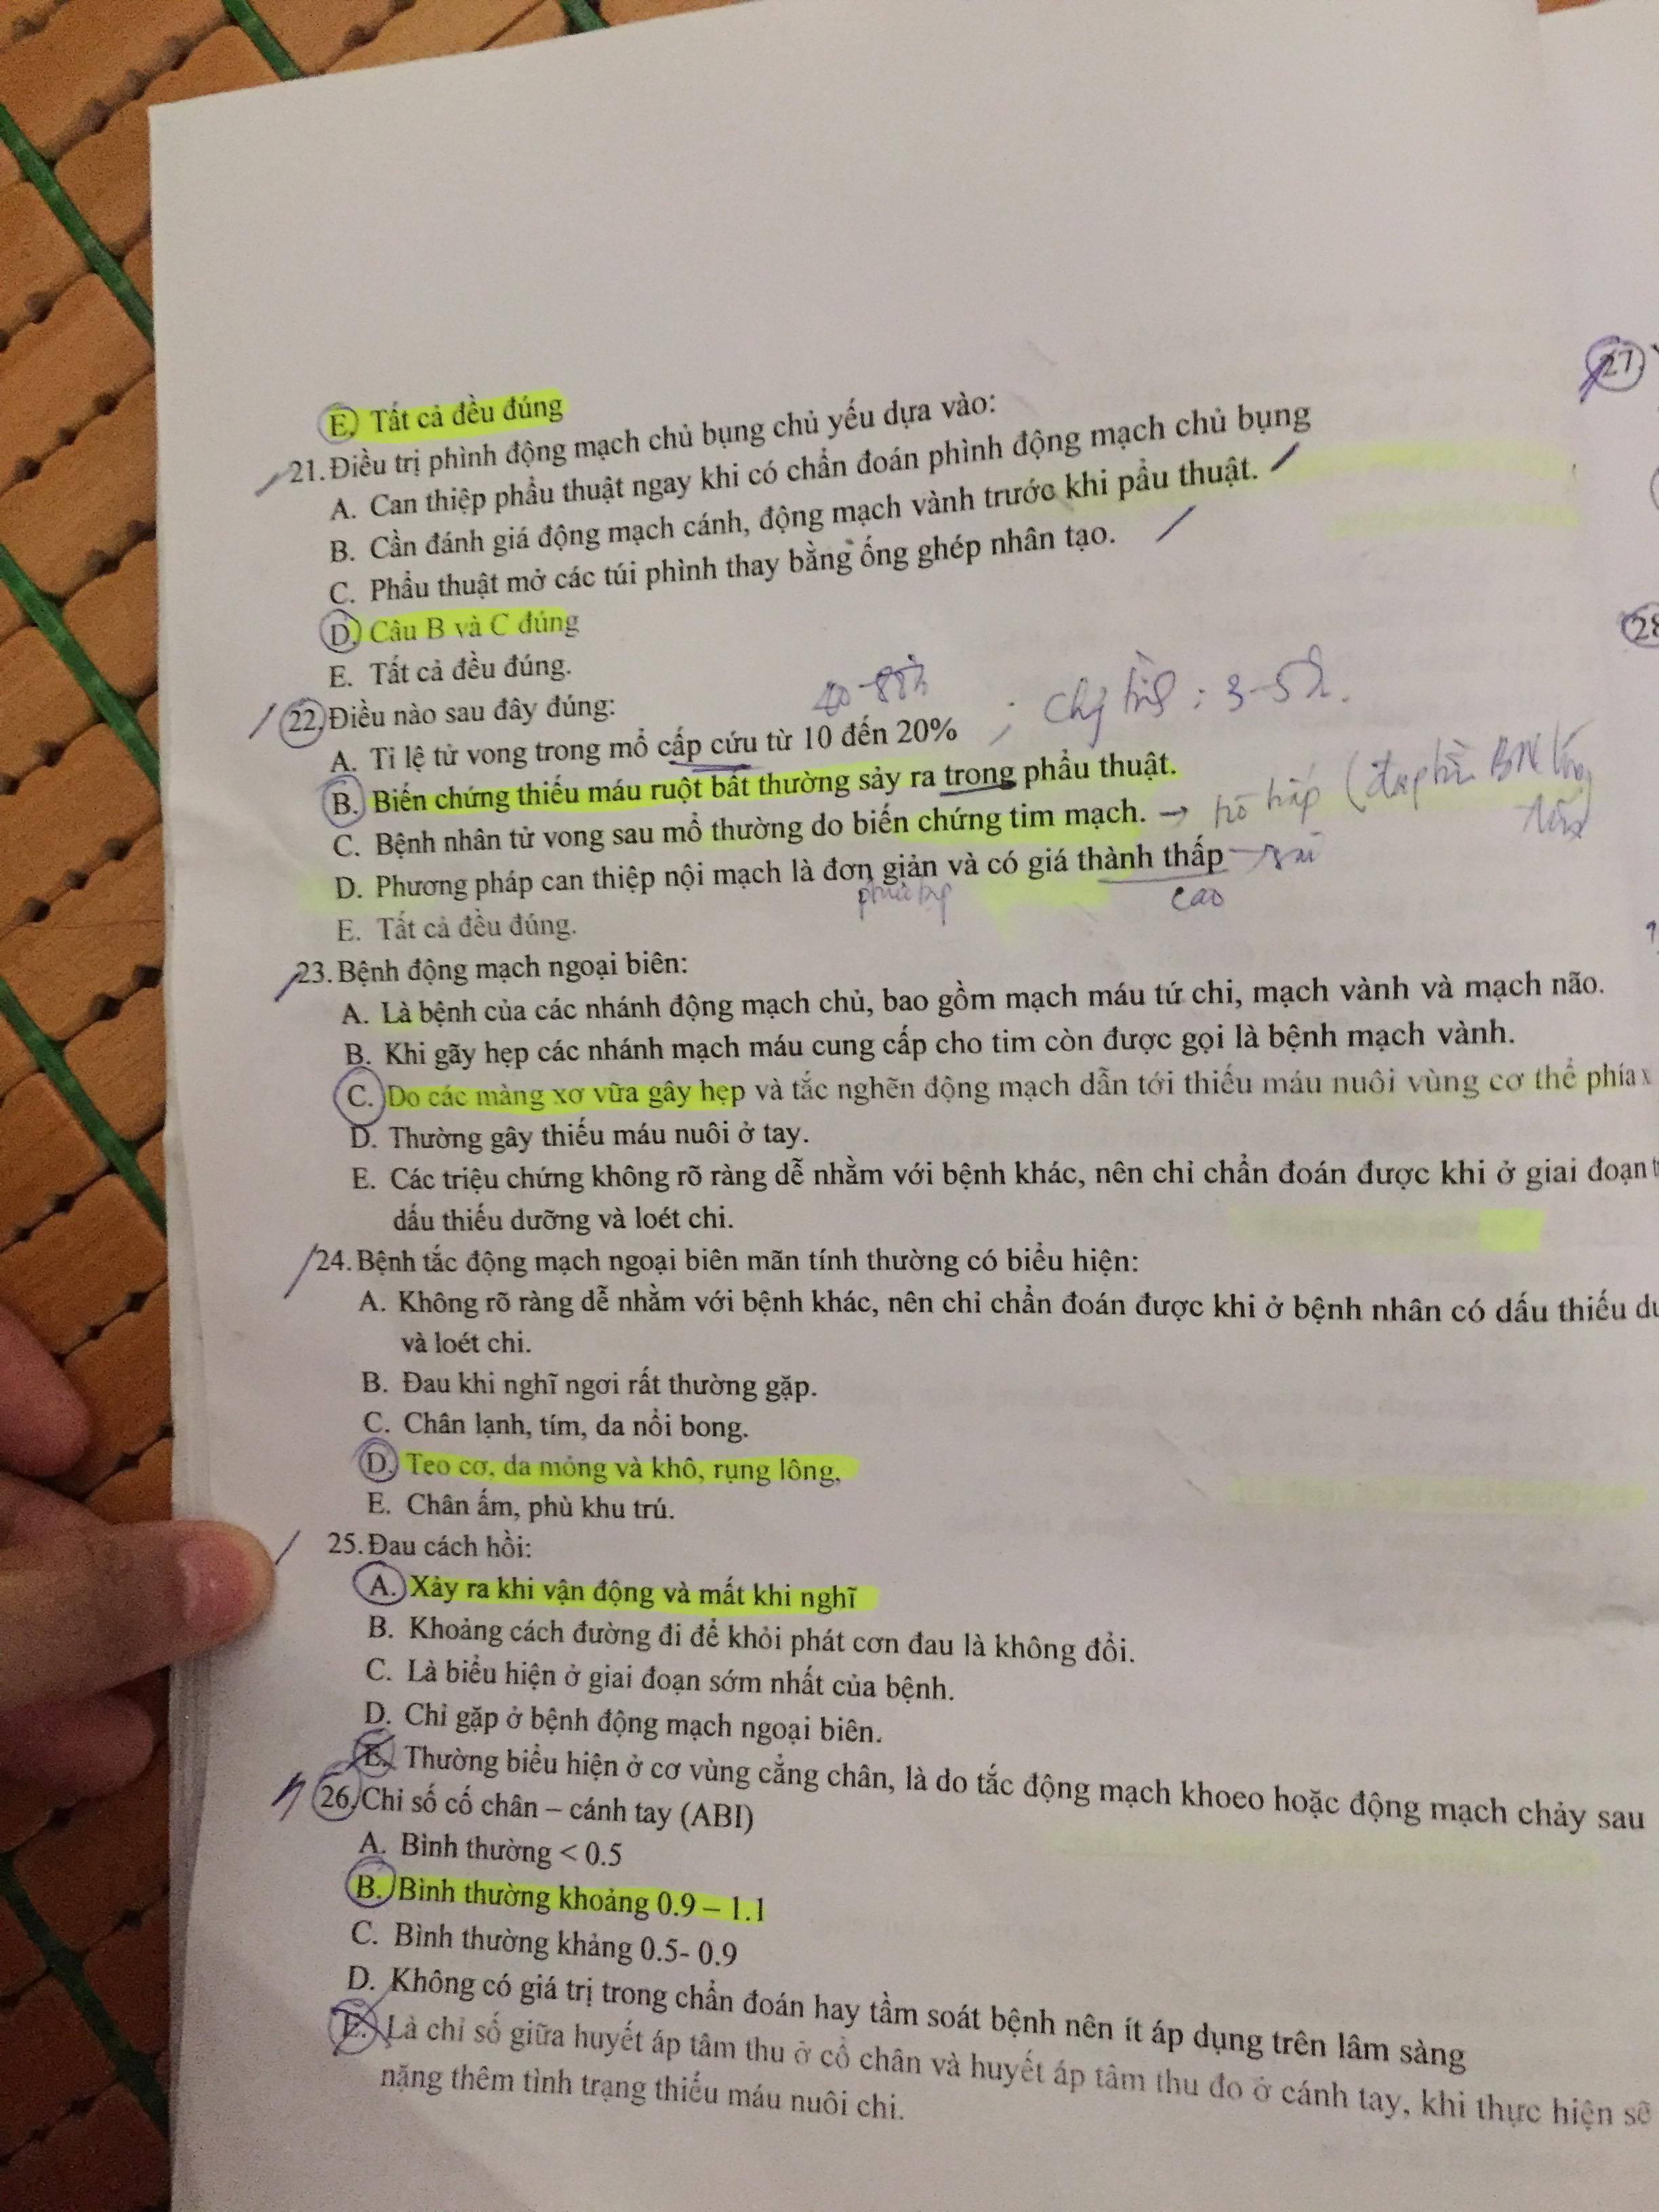 E. Tất cả đều đúng
27
21. Điều trị phình động mạch chủ bụng chủ yếu dựa vào:
A. Can thiệp phẫu thuật ngay khi có chẩn đoán phình động mạch chủ bụng
B. Cần đánh giá động mạch cánh, động mạch vành trước khi pẩu thuật.
C. Phẫu thuật mở các túi phình thay bằng ống ghép nhân tạo.
D. Câu B và C đúng
28
E. Tất cả đều đúng.
; : 3-5%.
22. Điều nào sau đây đúng:
A. Tỉ lệ tử vong trong mổ cấp cứu từ 10 đến 20%
B. Biến chứng thiếu máu ruột bất thường sảy ra trong phẩu thuật.
C. Bệnh nhân tử vong sau mổ thường do biến chứng tim mạch. → hô hấp ( BN
D. Phương pháp can thiệp nội mạch là đơn giản và có giá thành thấp
cao
E. Tất cả đều đúng.
23. Bệnh động mạch ngoại biên:
A. Là bệnh của các nhánh động mạch chủ, bao gồm mạch máu tứ chi, mạch vành và mạch não.
B. Khi gãy hẹp các nhánh mạch máu cung cấp cho tim còn được gọi là bệnh mạch vành.
C. Do các màng xơ vữa gây hẹp và tắc nghẽn động mạch dẫn tới thiếu máu nuôi vùng cơ thể phía x
D. Thường gây thiếu máu nuôi ở tay.
E. Các triệu chứng không rõ ràng dễ nhằm với bệnh khác, nên chỉ chẩn đoán được khi ở giai đoạn t
dấu thiếu dưỡng và loét chi.
24. Bệnh tắc động mạch ngoại biên mãn tính thường có biểu hiện:
A. Không rõ ràng dễ nhằm với bệnh khác, nên chỉ chẩn đoán được khi ở bệnh nhân có dấu thiếu dư
và loét chi.
B. Đau khi nghĩ ngơi rất thường gặp.
C. Chân lạnh, tím, da nổi bong.
D. Teo cơ, da mỏng và khô, rụng lông.
E. Chân ấm, phù khu trú.
25. Đau cách hồi:
A. Xảy ra khi vận động và mất khi nghĩ
B. Khoảng cách đường đi để khỏi phát cơn đau là không đổi.
C. Là biểu hiện ở giai đoạn sớm nhất của bệnh.
D. Chỉ gặp ở bệnh động mạch ngoại biên.
E. Thường biểu hiện ở cơ vùng cẳng chân, là do tắc động mạch khoeo hoặc động mạch chảy sau
26. Chỉ số cổ chân – cánh tay (ABI)
A. Bình thường < 0.5
B. Bình thường khoảng 0.9 – 1.1
C. Bình thường khảng 0.5- 0.9
D. Không có giá trị trong chẩn đoán hay tầm soát bệnh nên ít áp dụng trên lâm sàng
E. Là chỉ số giữa huyết áp tâm thu ở cổ chân và huyết áp tâm thu đo ở cánh tay, khi thực hiện sẽ
nặng thêm tình trạng thiếu máu nuôi chi.